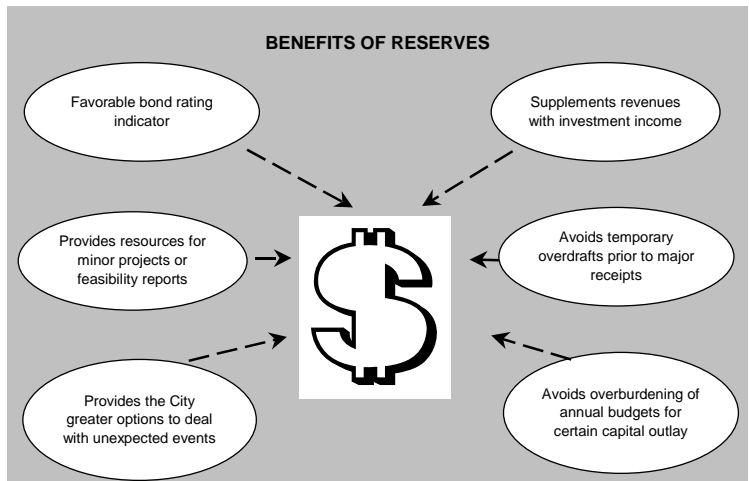 BENEFITS OF RESERVES
Favorable bond rating
indicator
Supplements revenues
with investment income
Provides resources for
minor projects or
feasibility reports
Avoids temporary
overdrafts prior to major
receipts
Provides the City
greater options to deal
with unexpected events
Avoids overburdening of
annual budgets for
certain capital outlay
$